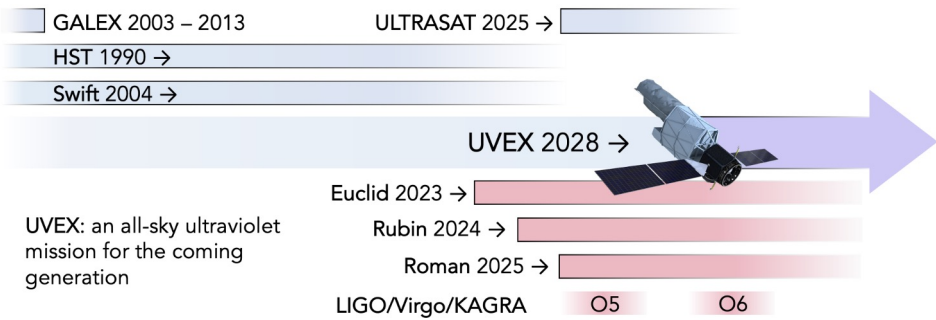 GALEX 2003 – 2013
ULTRASAT 2025 →
HST 1990 →
Swift 2004 →
UVEX 2028 →
Euclid 2023 →
UVEX: an all-sky ultraviolet
mission for the coming
generation
Rubin 2024 →
Roman 2025 →
LIGO/Virgo/KAGRA
O5
O6